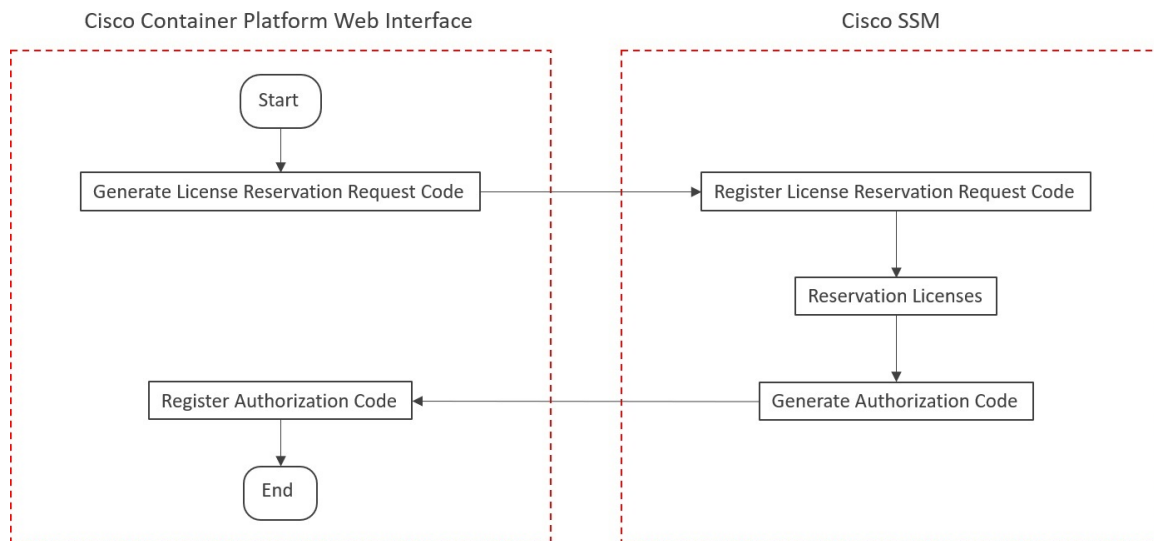 Cisco Container Platform Web Interface
Cisco SSM
Start
Generate License Reservation Request Code
Register License Reservation Request Code
Reservation Licenses
Register Authorization Code
Generate Authorization Code
End